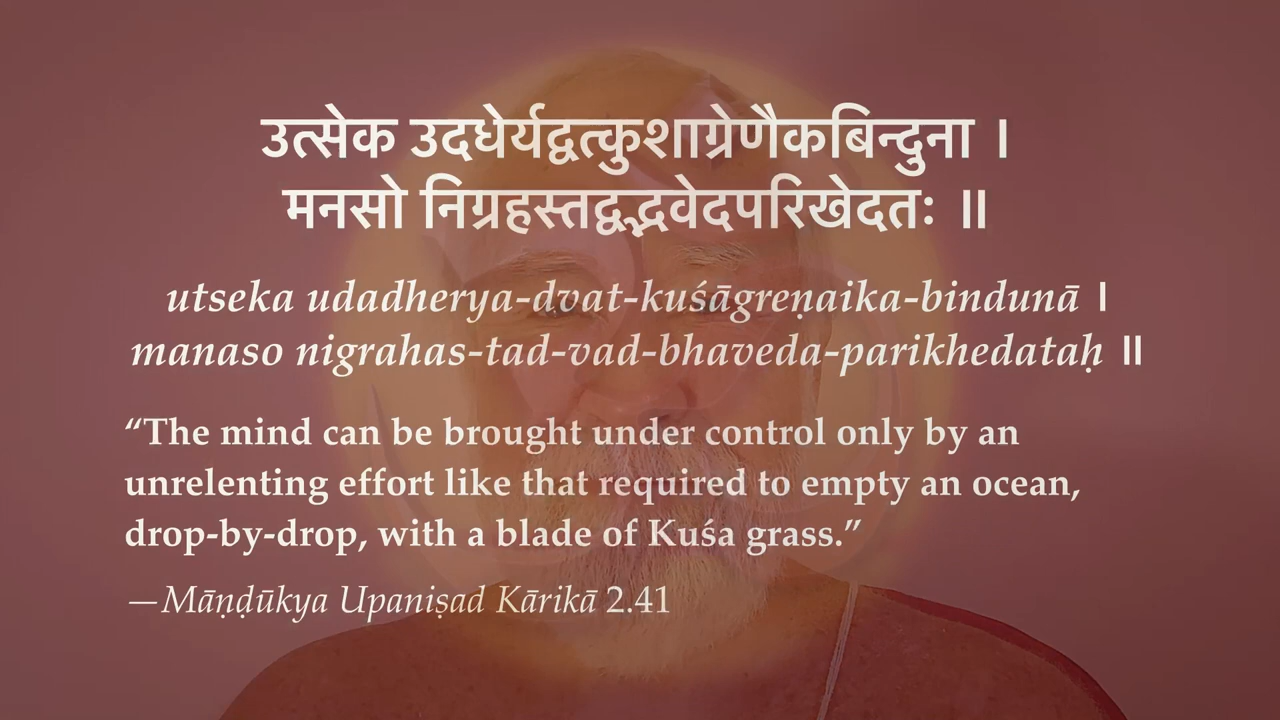 उत्सेक उदधेर्यद्वत्कुशाग्रेणैकबिन्दुना ।
मनसो निग्रहस्तद्वद्भवेदपरिखेदतः ॥
utseka udadherya-dvat-kuśāgreṇaika-bindunā ।
manaso nigrahas-tad-vad-bhaveda-parikhedataḥ ॥
“The mind can be brought under control only by an
unrelenting effort like that required to empty an ocean,
drop-by-drop, with a blade of Kuśa grass.”
—Māṇḍūkya Upaniṣad Kārikā 2.41